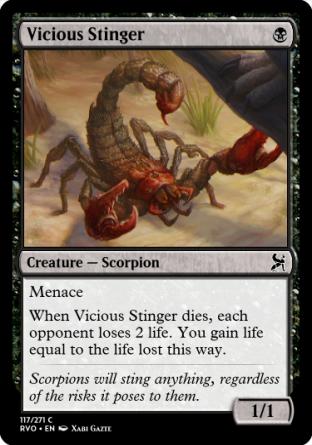 Vicious Stinger
Creature — Scorpion
Menace
When Vicious Stinger dies, each
opponent loses 2 life. You gain life
equal to the life lost this way.
Scorpions will sting anything, regardless
of the risks it poses to them.
1/1
117/271 C
RVO • EN Xabi Gazte